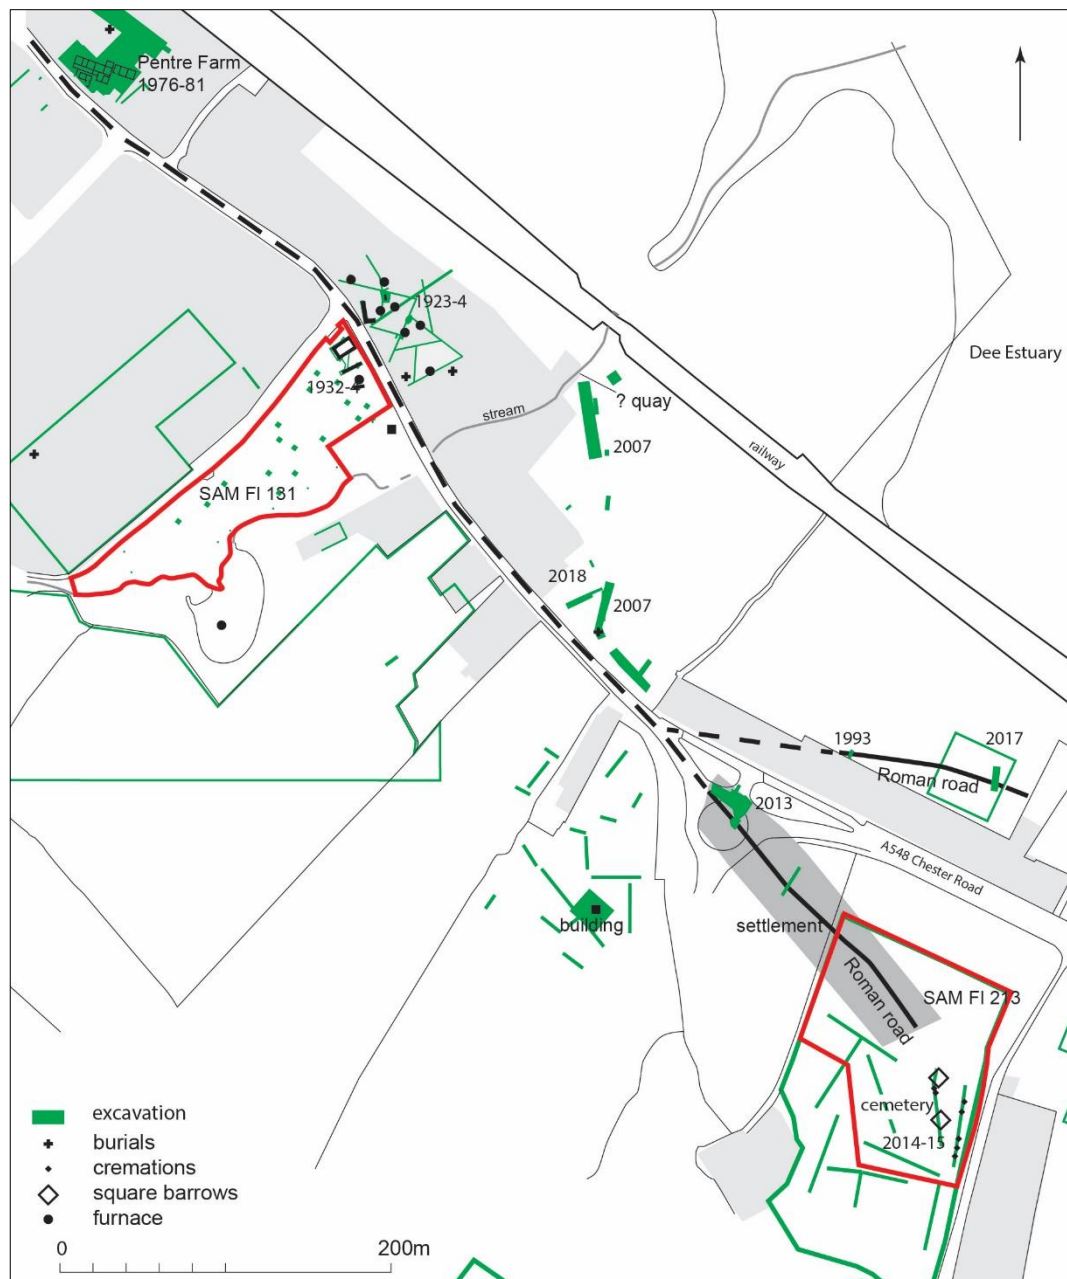 Pentre Farm
1976-81
1923-4
Dee Estuary
1932-4
? quay
stream
2007
railway
SAM Fl 131
2018
2007
1993
2017
Roman road
2013
A548 Chester Road
building
settlement
Roman road
SAM Fl 213
cemetery
2014-15
excavation
burials
cremations
square barrows
furnace
0
200m